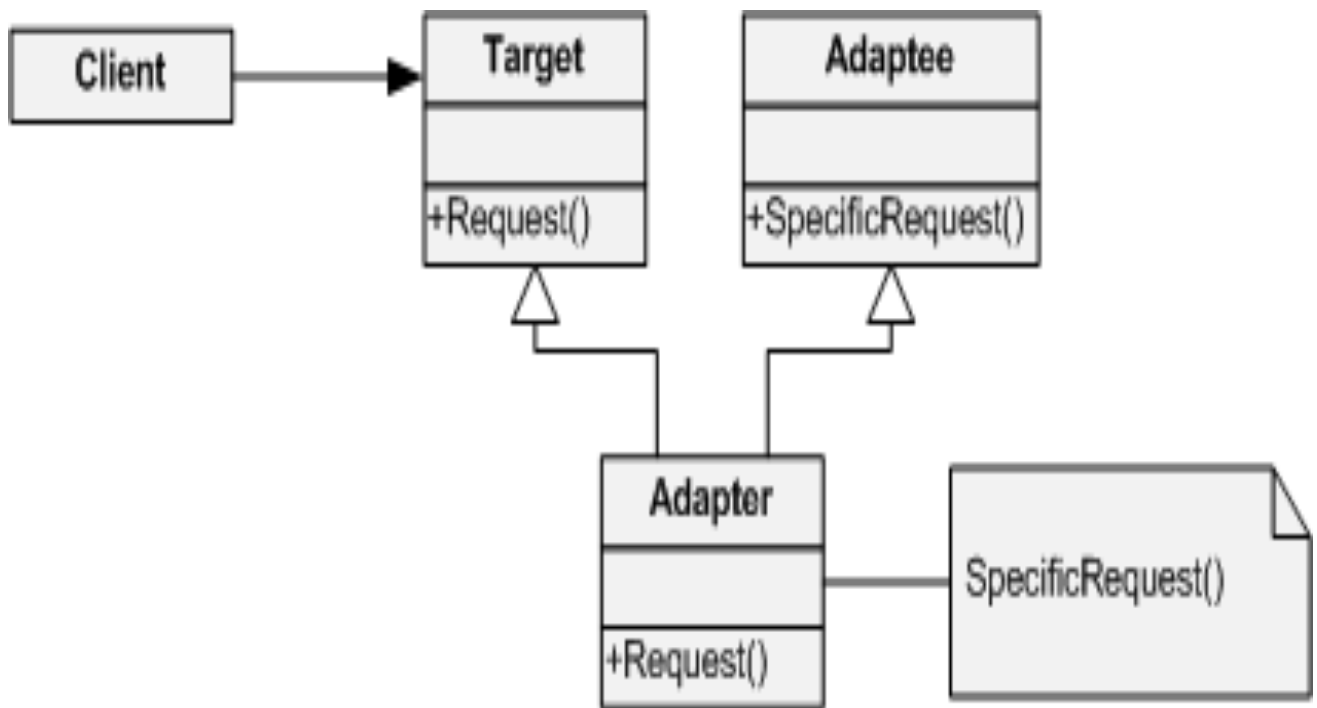 Client
Target
+Request()
Adaptee
+SpecificRequest()
Adapter
+Request()
SpecificRequest()